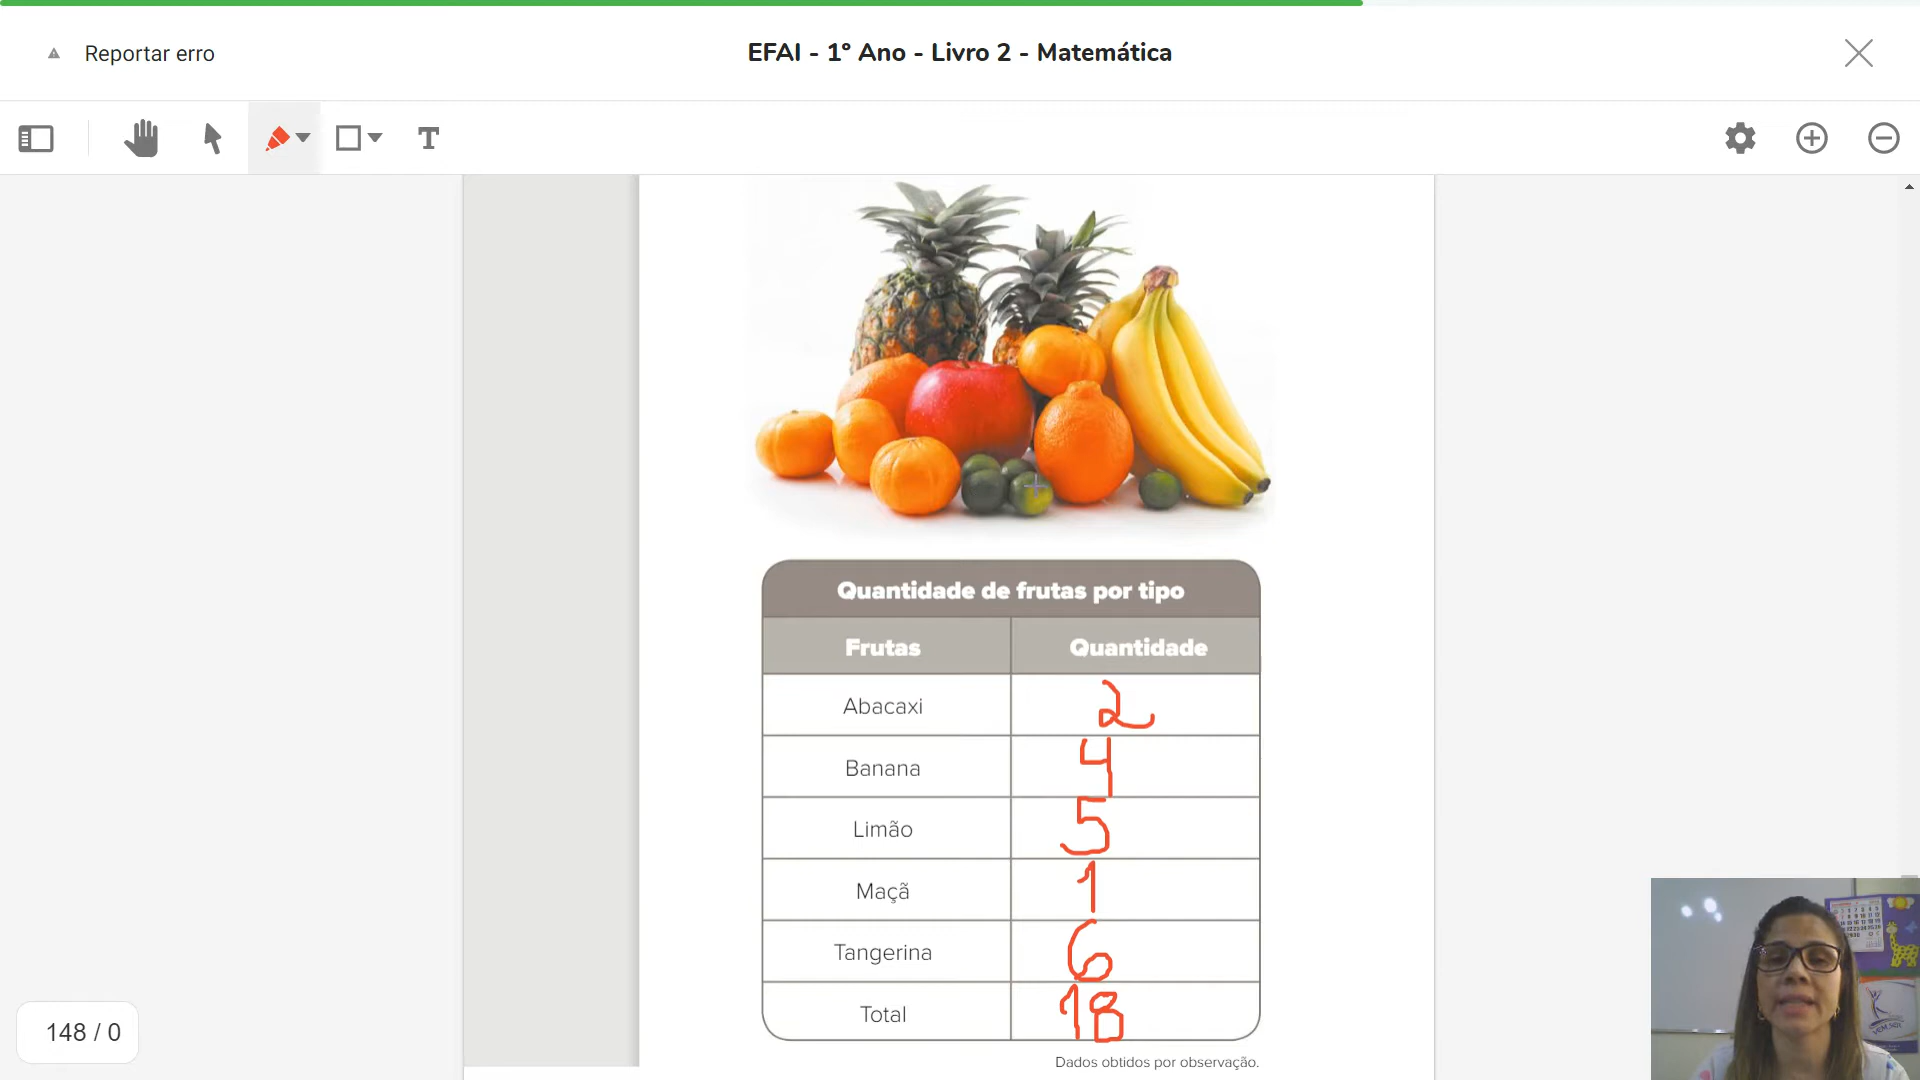 Reportar erro
EFAI - 1º Ano - Livro 2 - Matemática
T
Quantidade de frutas por tipo
Frutas Quantidade
Abacaxi 2
Banana 4
Limão 5
Maçã 1
Tangerina 6
Total 18
Dados obtidos por observação.
148 / 0